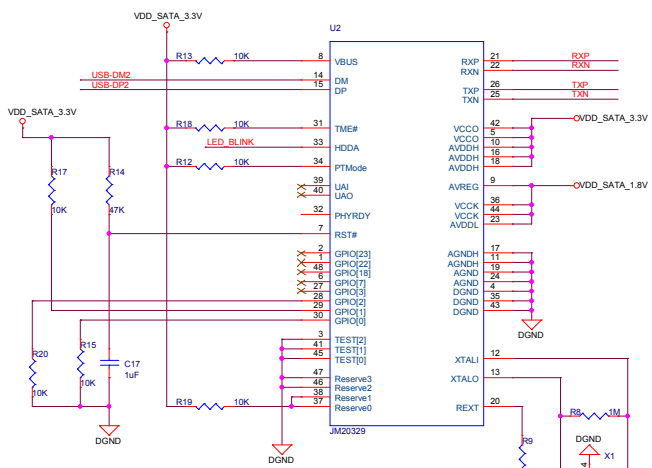 VDD_SATA_3.3V
U2
R13 10K 8 VBUS
RXP 21 RXP
RXN 22 RXN
USB-DM2 14 DM
USB-DP2 15 DP
TXP 26 TXP
TXN 25 TXN
VDD_SATA_3.3V
R18 10K 31 TME#
LED_BLINK 33 HDDA
R12 10K 34 PTMode
VCCO 42 VDD_SATA_3.3V
VCCO 5
AVDDH 10
AVDDH 16
AVDDH 18
R17
10K
R14
47K
39 UAI
40 UAO
32 PHYRDY
7 RST#
AVREG 9 VDD_SATA_1.8V
VCCK 36
VCCK 44
AVDDL 23
2 GPIO[23]
1 GPIO[22]
48 GPIO[18]
6 GPIO[7]
27 GPIO[3]
28 GPIO[2]
29 GPIO[1]
30 GPIO[0]
AGNDH 17
AGNDH 11
AGND 19
AGND 24
DGND 4
DGND 35
DGND 43
DGND
3 TEST[2]
41 TEST[1]
45 TEST[0]
R20
10K
R15
10K
C17
1uF
XTALI 12
XTALO 13
47 Reserve3
46 Reserve2
38 Reserve1
R19 10K 37 Reserve0
REXT 20
R8 1M
DGND
JM20329
DGND
R9
DGND
X1
4